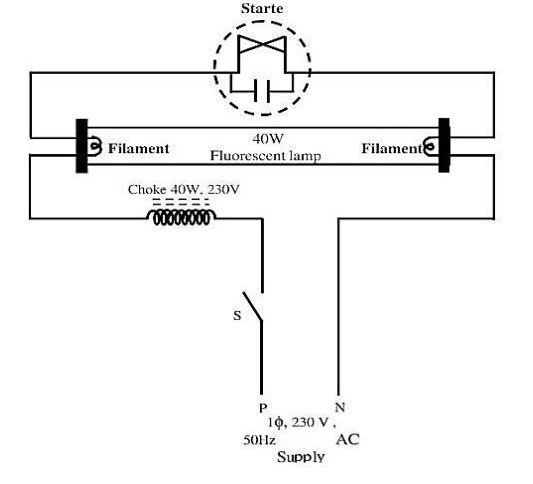 Starte
40W
Filament Fluorescent lamp Filament
Choke 40W, 230V
S
P N
1ϕ, 230 V ,
50Hz AC
Supply